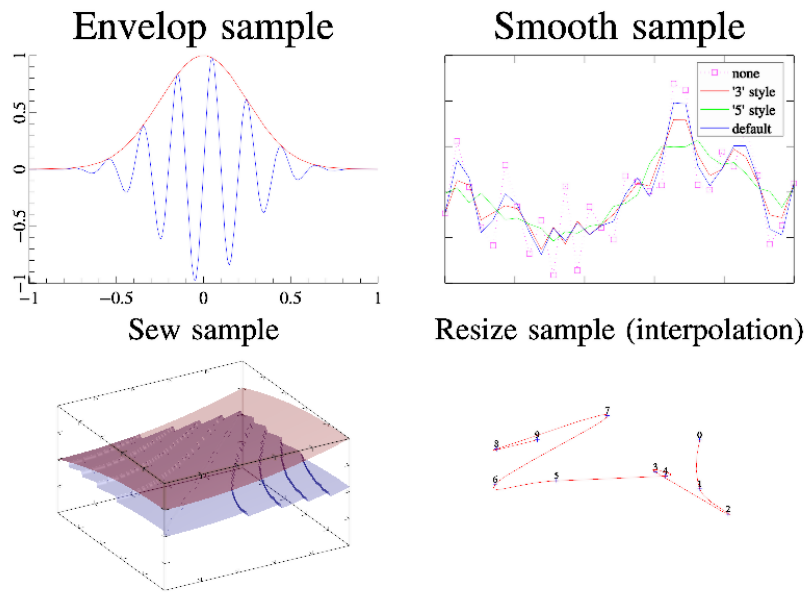 Envelop sample
1
0.5
0
−0.5
−1
−1
−0.5
0
0.5
1
Smooth sample
none
'3' style
'5' style
default
Sew sample
Resize sample (interpolation)
7
9
8
0
3
4
5
6
1
2